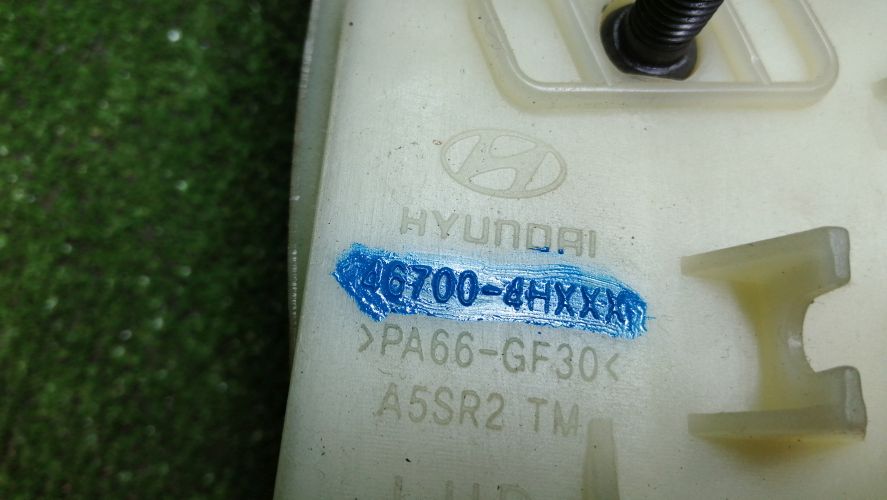 HYUNDAI
46700-4HXXX
>PA66-GF30<
A5SR2 TM